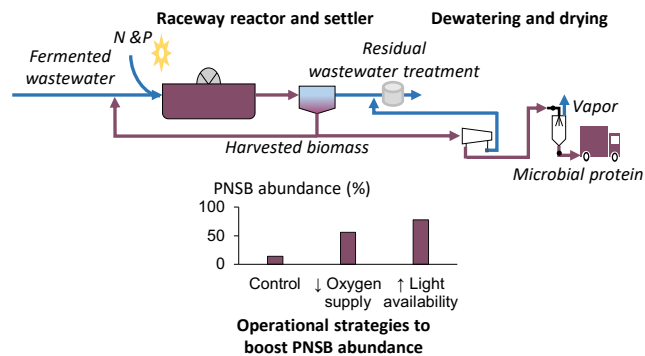 Raceway reactor and settler
Dewatering and drying
N &P
Fermented
wastewater
Residual
wastewater treatment
Harvested biomass
Vapor
Microbial protein
PNSB abundance (%)
100
50
0
Control
↓ Oxygen
supply
↑ Light
availability
Operational strategies to
boost PNSB abundance